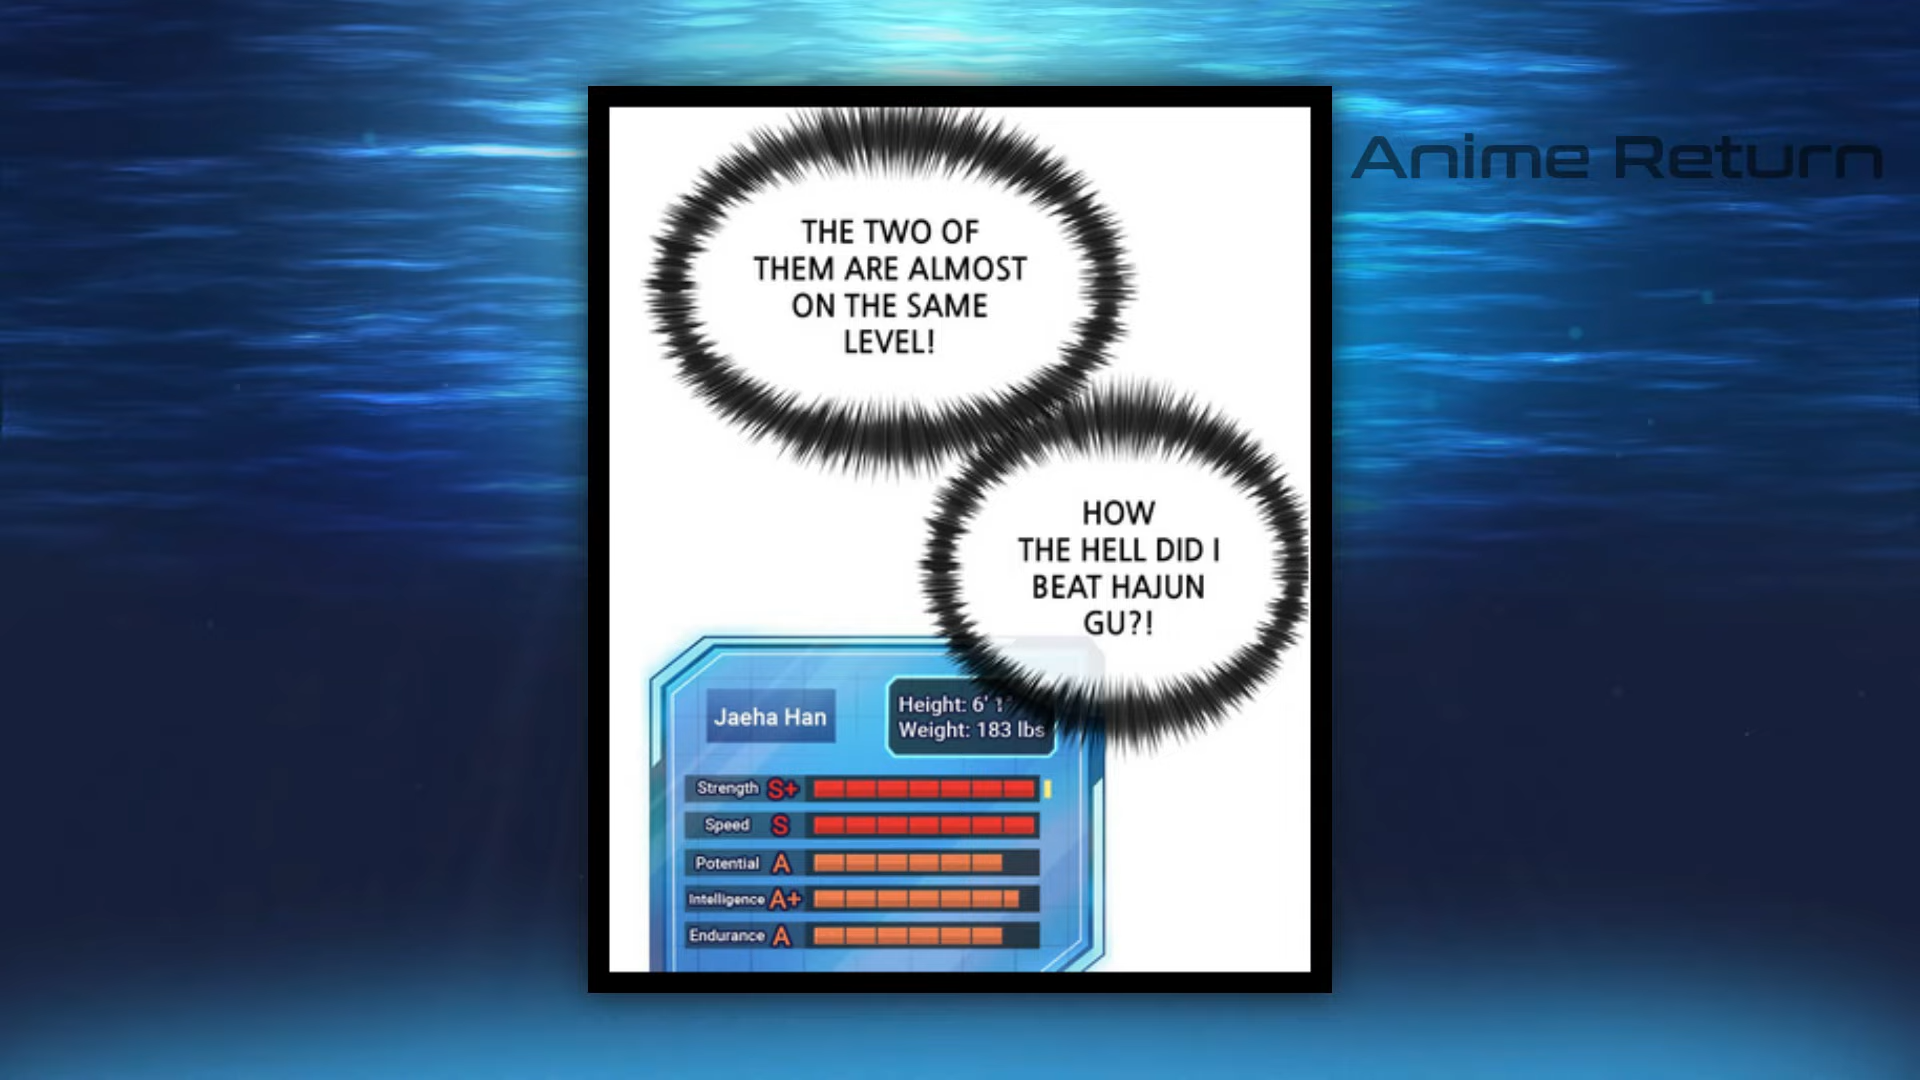 Anime Return
THE TWO OF
THEM ARE ALMOST
ON THE SAME
LEVEL!
HOW
THE HELL DID I
BEAT HAJUN
GU?!
Jaeha Han
Height: 6' 1"
Weight: 183 lbs
Strength S+
Speed S
Potential A
Intelligence A+
Endurance A